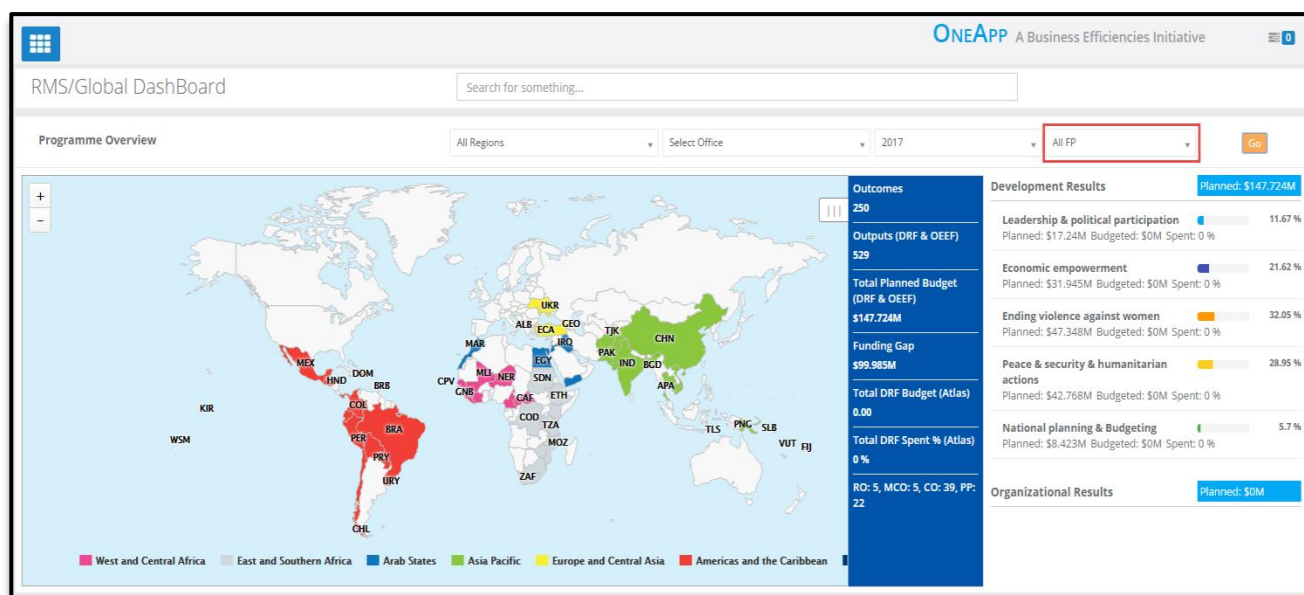 ONEAPP A Business Efficiencies Initiative
0
RMS/Global DashBoard
Search for something...
Programme Overview
All Regions
Select Office
2017
All FP
Go
+
−
UKR
ALB
ECA
GEO
TJK
CHN
MAR
IRQ
PAK
MEX
EGY
IND
BGD
DOM
HND
MLI
NER
SDN
CPV
BRB
GNB
ETH
APA
COL
CAF
KIR
COD
TZA
PNG
SLB
BRA
TLS
WSM
PER
MOZ
VUT
FIJ
PRY
ZAF
URY
CHL
West and Central Africa
East and Southern Africa
Arab States
Asia Pacific
Europe and Central Asia
Americas and the Caribbean
Outcomes
250
Outputs (DRF & OEEF)
529
Total Planned Budget
(DRF & OEEF)
$147.724M
Funding Gap
$99.985M
Total DRF Budget (Atlas)
0.00
Total DRF Spent % (Atlas)
0 %
RO: 5, MCO: 5, CO: 39, PP:
22
Development Results
Planned: $147.724M
Leadership & political participation
11.67 %
Planned: $17.24M Budgeted: $0M Spent: 0 %
Economic empowerment
21.62 %
Planned: $31.945M Budgeted: $0M Spent: 0 %
Ending violence against women
32.05 %
Planned: $47.348M Budgeted: $0M Spent: 0 %
Peace & security & humanitarian
28.95 %
actions
Planned: $42.768M Budgeted: $0M Spent: 0 %
National planning & Budgeting
5.7 %
Planned: $8.423M Budgeted: $0M Spent: 0 %
Organizational Results
Planned: $0M